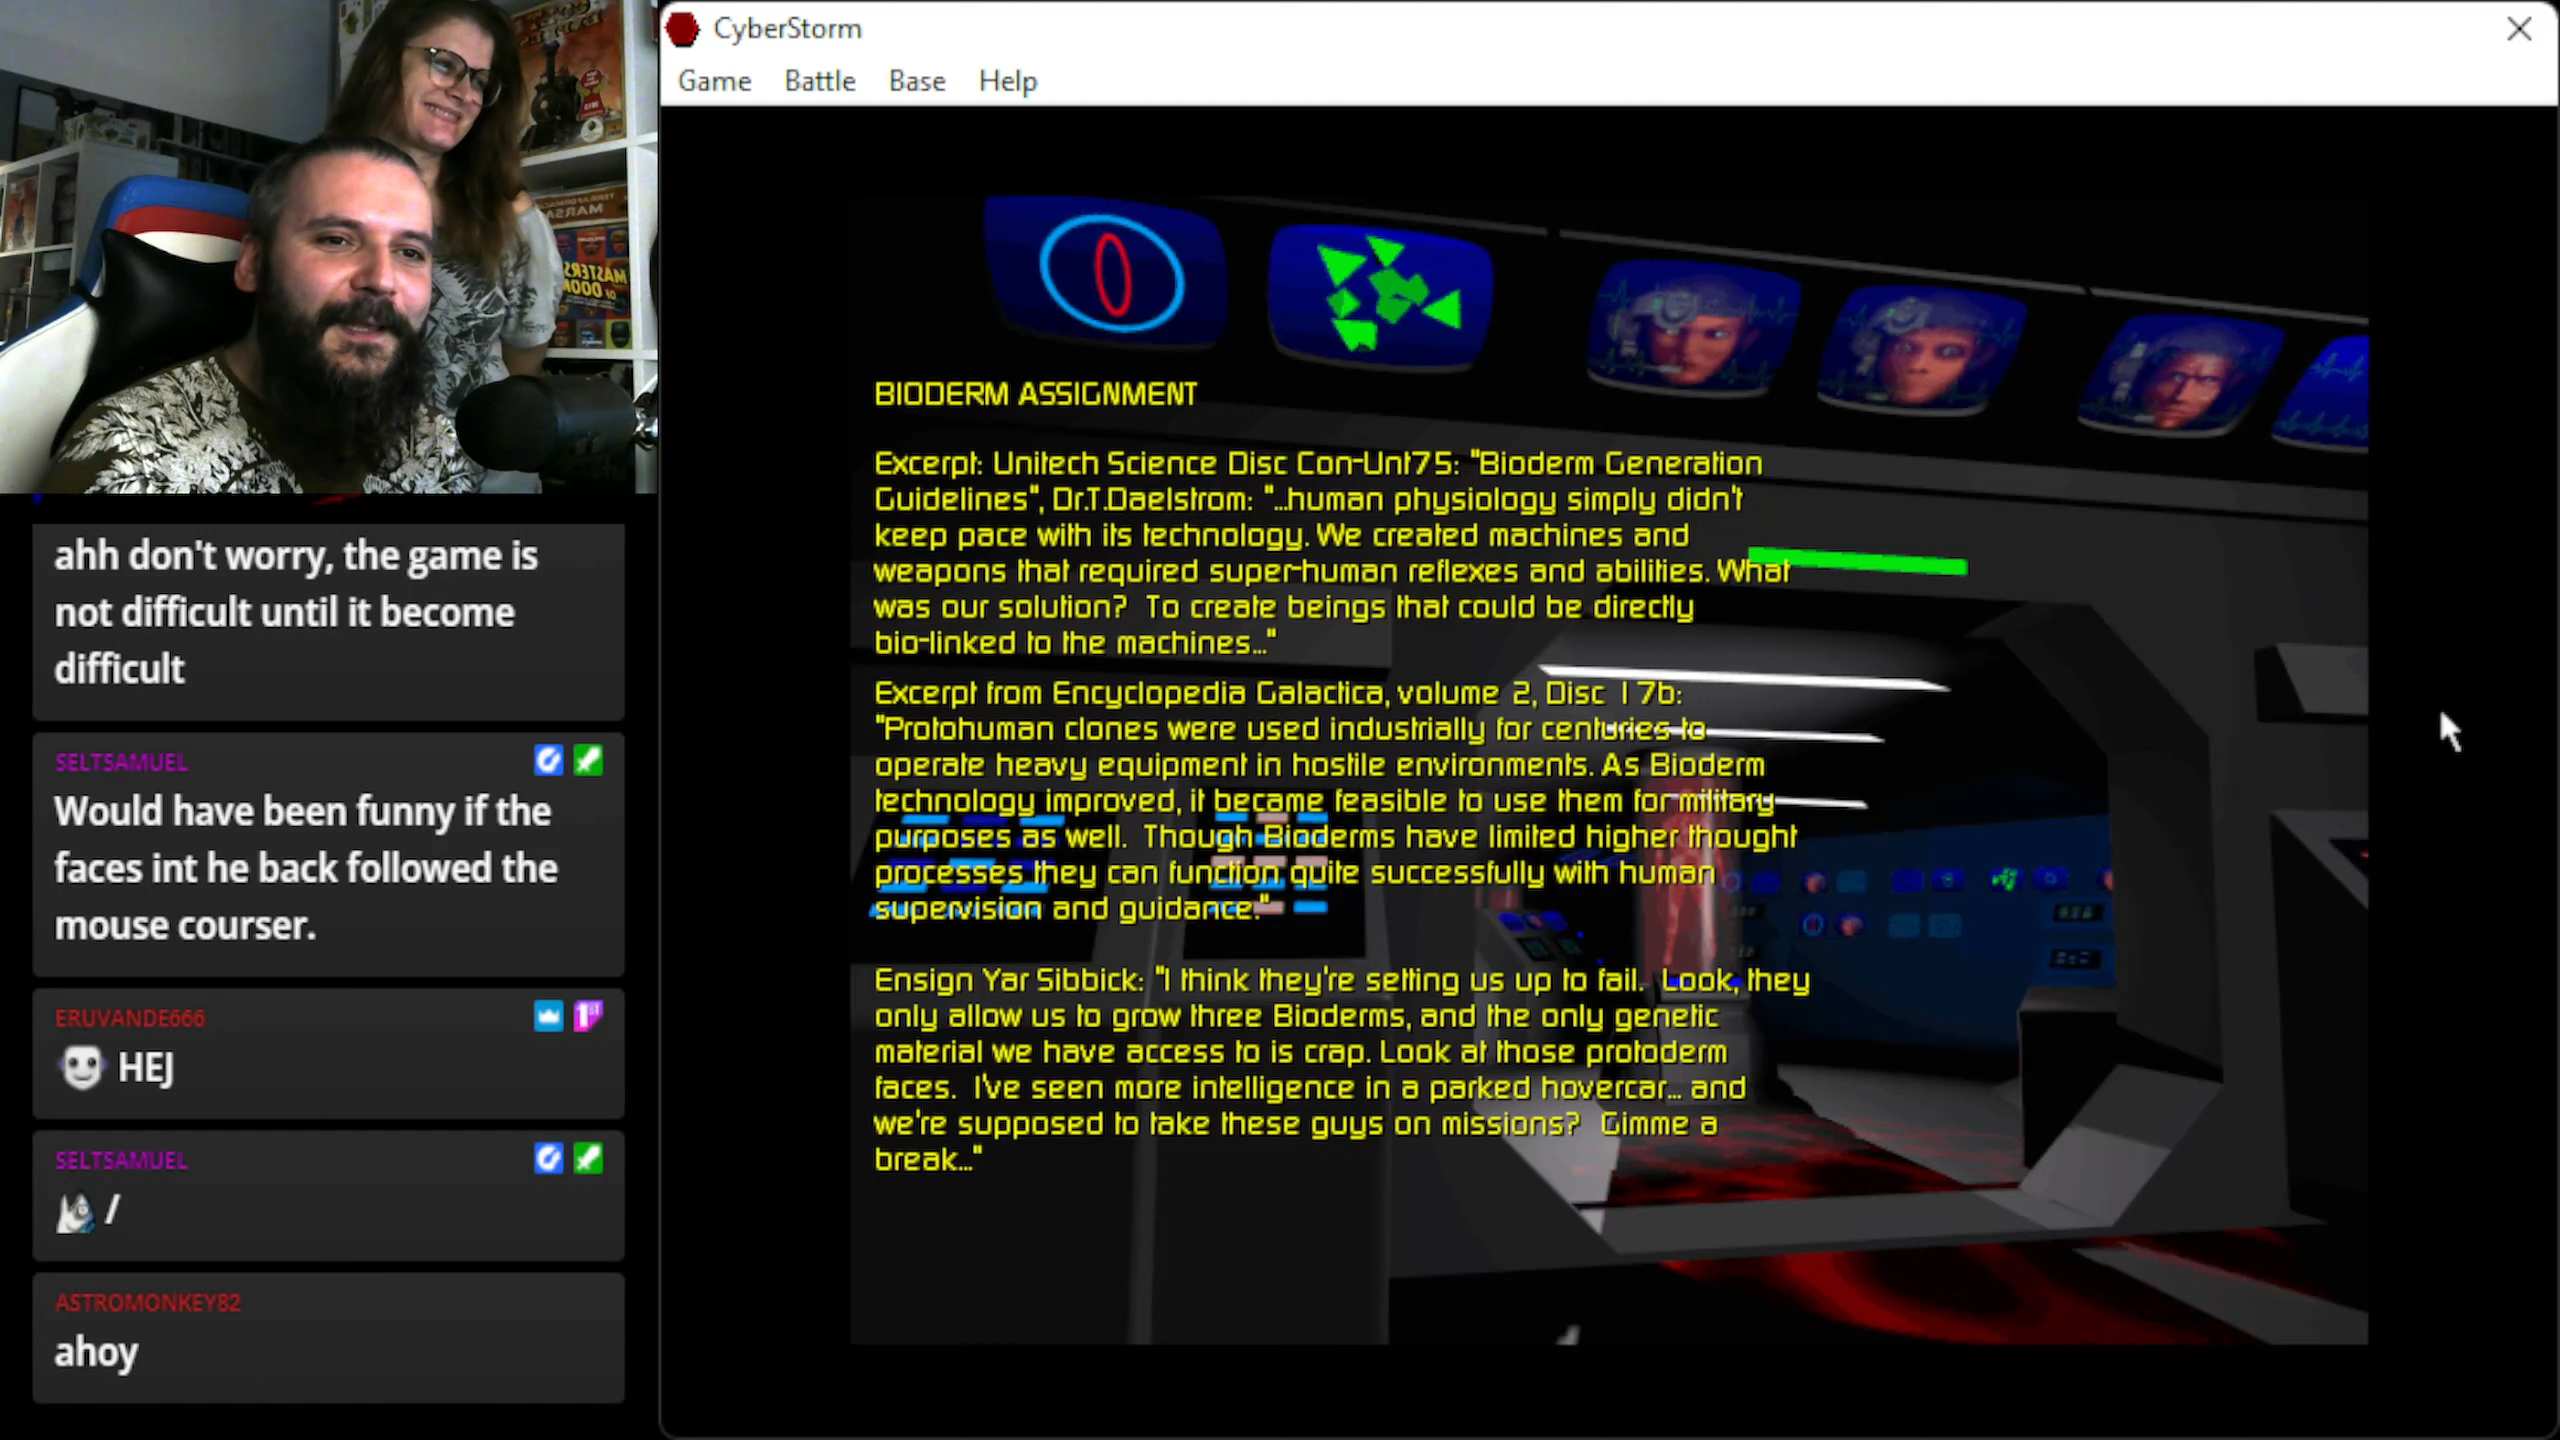 CyberStorm
Game Battle Base Help
TERRAFORMACJA
MARSA
MASTERS
OF
DOOM
BIODERM ASSIGNMENT
Excerpt: Unitech Science Disc Con-Unt75: "Bioderm Generation
Guidelines", Dr.T.Daelstrom: "...human physiology simply didn't
keep pace with its technology. We created machines and
weapons that required super-human reflexes and abilities. What
was our solution?  To create beings that could be directly
bio-linked to the machines..."
Excerpt from Encyclopedia Galactica, volume 2, Disc 17b:
"Protohuman clones were used industrially for centuries to
operate heavy equipment in hostile environments. As Bioderm
technology improved, it became feasible to use them for military
purposes as well.  Though Bioderms have limited higher thought
processes they can function quite successfully with human
supervision and guidance."
Ensign Yar Sibbick: "I think they're setting us up to fail.  Look, they
only allow us to grow three Bioderms, and the only genetic
material we have access to is crap. Look at those protoderm
faces.  I've seen more intelligence in a parked hovercar... and
we're supposed to take these guys on missions?  Gimme a
break..."
ahh don't worry, the game is
not difficult until it become
difficult
SELTSAMUEL
Would have been funny if the
faces int he back followed the
mouse courser.
ERUVANDE666
1ST
HEJ
SELTSAMUEL
/
ASTROMONKEY82
ahoy